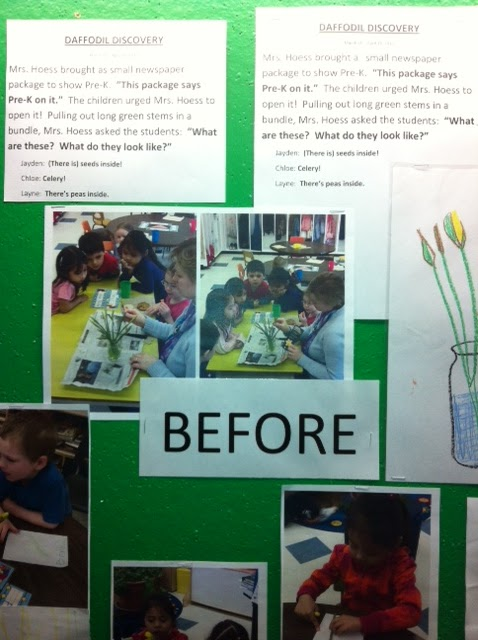 DAFFODIL DISCOVERY
Mrs. Hoess brought as small newspaper
package to show Pre-K. "This package says
Pre-K on it." The children urged Mrs. Hoess to
open it! Pulling out long green stems in a
bundle, Mrs. Hoess asked the students: "What
are these? What do they look like?"
Jayden: (There is) seeds inside!
Chloe: Celery!
Layne: There's peas inside.
DAFFODIL DISCOVERY
Mrs. Hoess brought a small newspaper
package to show Pre-K. "This package says
Pre-K on it." The children urged Mrs. Hoess to
open it! Pulling out long green stems in a
bundle, Mrs. Hoess asked the students: "What
are these? What do they look like?"
Jayden: (There is) seeds inside!
Chloe: Celery!
Layne: There's peas inside.
BEFORE